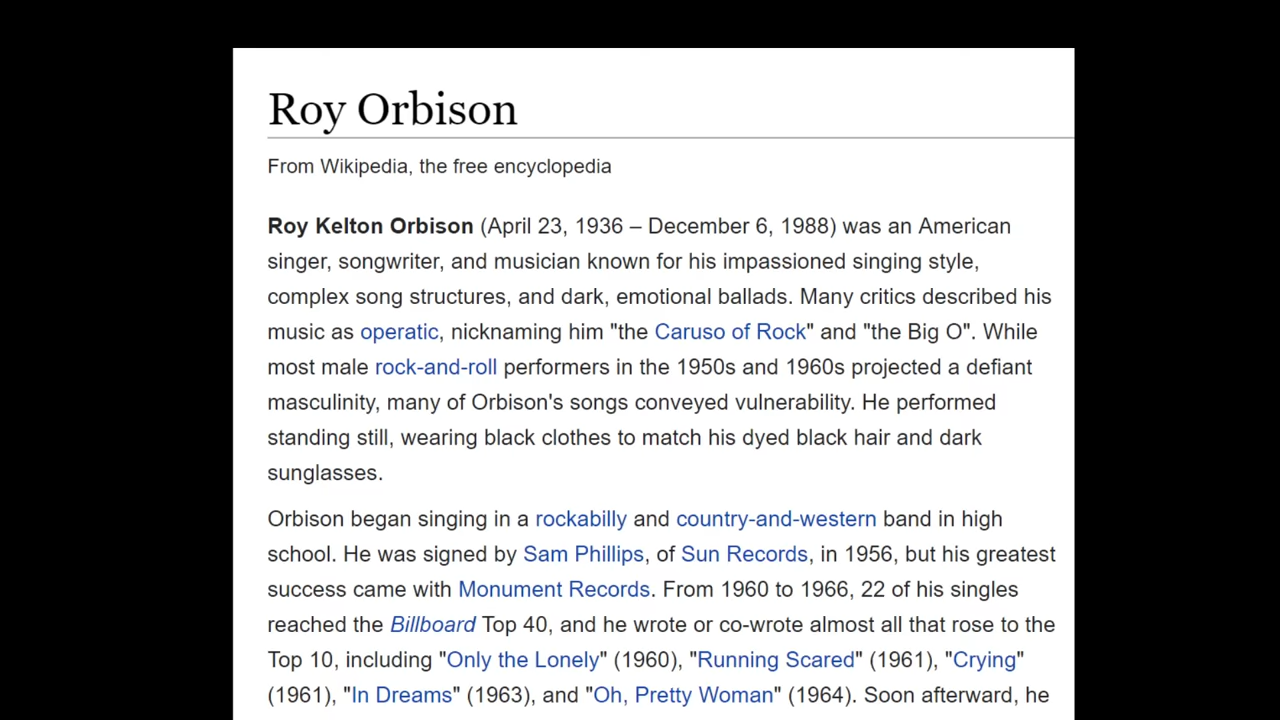 Roy Orbison
From Wikipedia, the free encyclopedia
Roy Kelton Orbison (April 23, 1936 – December 6, 1988) was an American
singer, songwriter, and musician known for his impassioned singing style,
complex song structures, and dark, emotional ballads. Many critics described his
music as operatic, nicknaming him "the Caruso of Rock" and "the Big O". While
most male rock-and-roll performers in the 1950s and 1960s projected a defiant
masculinity, many of Orbison's songs conveyed vulnerability. He performed
standing still, wearing black clothes to match his dyed black hair and dark
sunglasses.
Orbison began singing in a rockabilly and country-and-western band in high
school. He was signed by Sam Phillips, of Sun Records, in 1956, but his greatest
success came with Monument Records. From 1960 to 1966, 22 of his singles
reached the Billboard Top 40, and he wrote or co-wrote almost all that rose to the
Top 10, including "Only the Lonely" (1960), "Running Scared" (1961), "Crying"
(1961), "In Dreams" (1963), and "Oh, Pretty Woman" (1964). Soon afterward, he